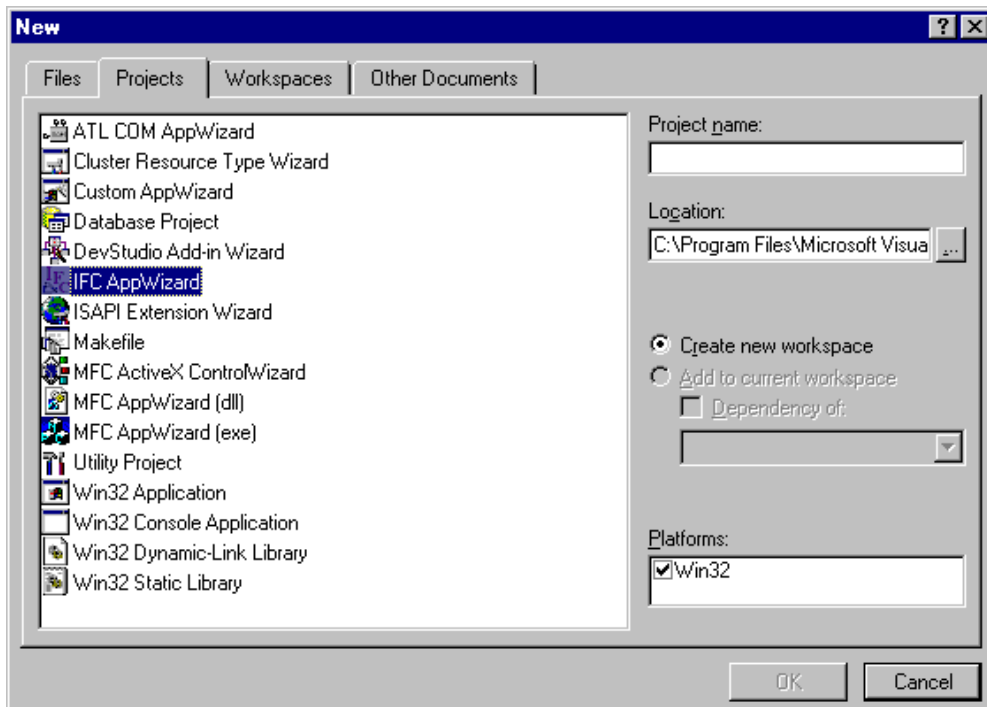 New
Files
Projects
Workspaces
Other Documents
ATL COM AppWizard
Cluster Resource Type Wizard
Custom AppWizard
Database Project
DevStudio Add-in Wizard
IFC AppWizard
ISAPI Extension Wizard
Makefile
MFC ActiveX ControlWizard
MFC AppWizard (dll)
MFC AppWizard (exe)
Utility Project
Win32 Application
Win32 Console Application
Win32 Dynamic-Link Library
Win32 Static Library
Project name:
Location:
C:\Program Files\Microsoft Visua
...
Create new workspace
Add to current workspace
Dependency of:
Platforms:
Win32
OK
Cancel